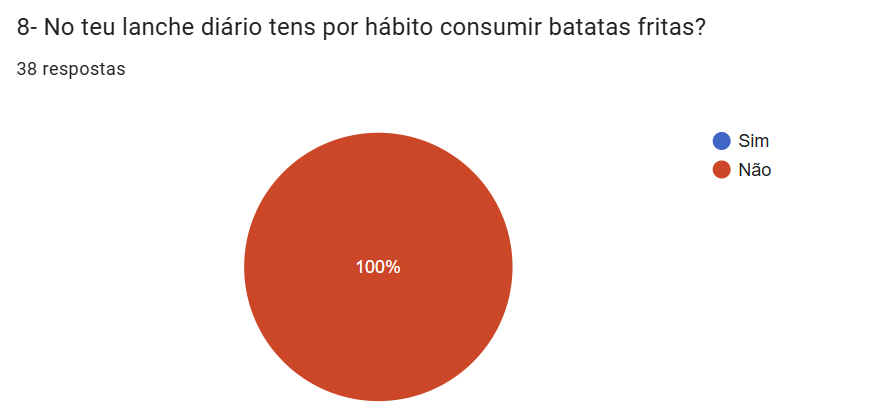 8- No teu lanche diário tens por hábito consumir batatas fritas?
38 respostas
Sim
Não
100%